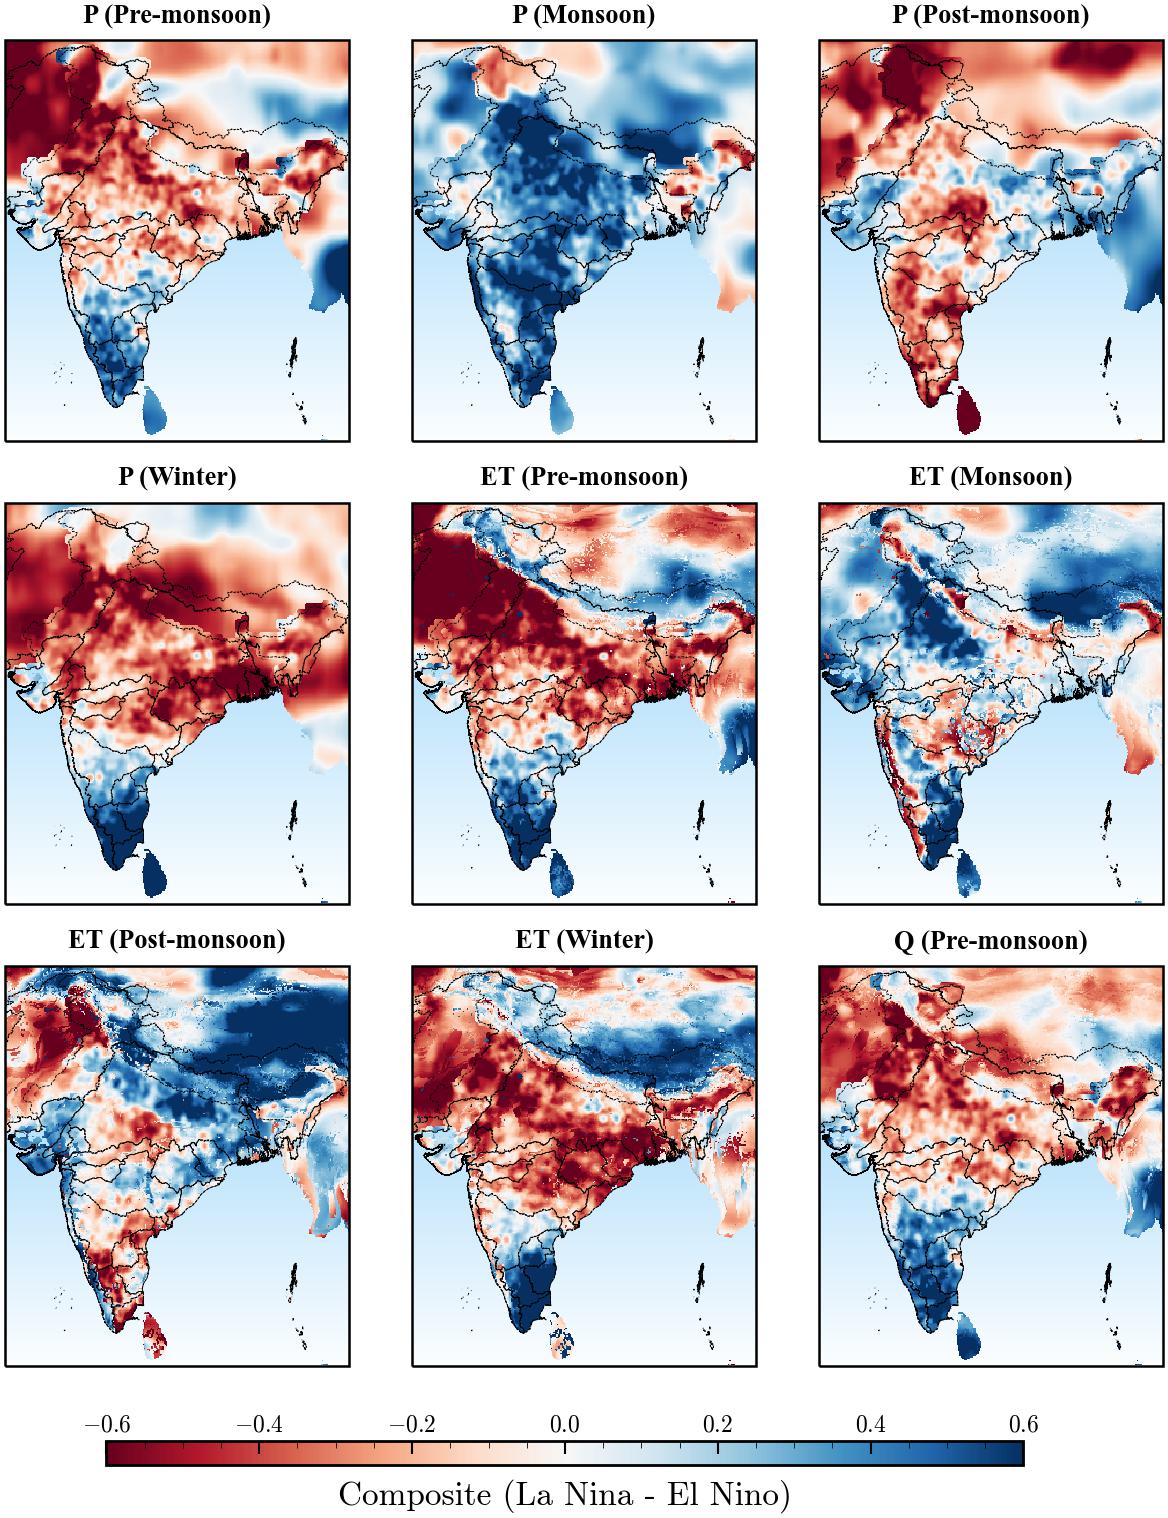 P (Pre-monsoon)
P (Monsoon)
P (Post-monsoon)
P (Winter)
ET (Pre-monsoon)
ET (Monsoon)
ET (Post-monsoon)
ET (Winter)
Q (Pre-monsoon)
−0.6 −0.4 −0.2 0.0 0.2 0.4 0.6
Composite (La Nina - El Nino)